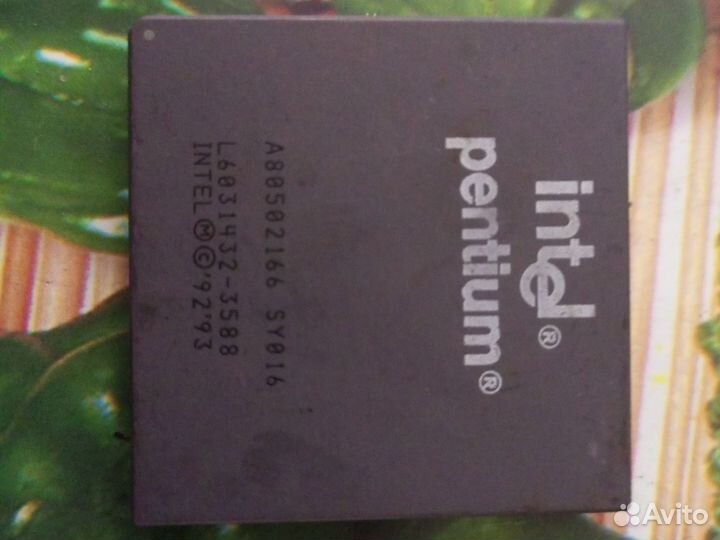 intel®
pentium®
A80502166 SY016
L6031432-3588
INTEL Ⓜ©'92'93
Avito